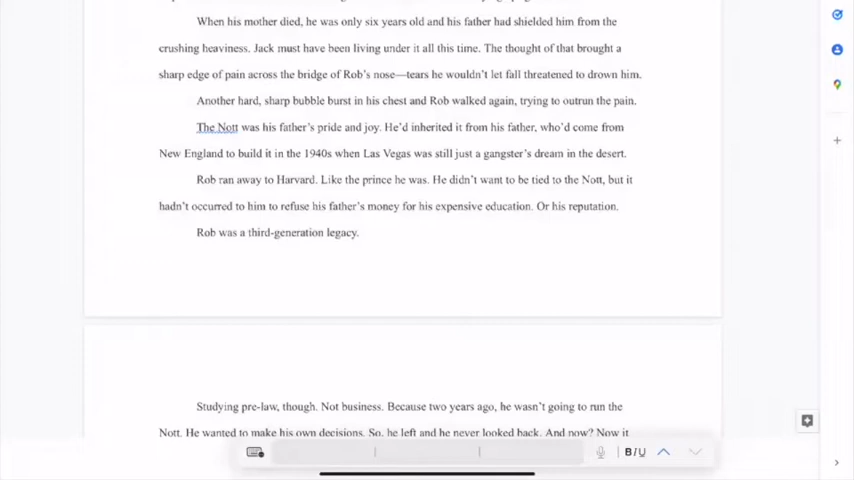 When his mother died, he was only six years old and his father had shielded him from the
crushing heaviness. Jack must have been living under it all this time. The thought of that brought a
sharp edge of pain across the bridge of Rob's nose—tears he wouldn't let fall threatened to drown him.
Another hard, sharp bubble burst in his chest and Rob walked again, trying to outrun the pain.
The Nott was his father's pride and joy. He'd inherited it from his father, who'd come from
New England to build it in the 1940s when Las Vegas was still just a gangster's dream in the desert.
Rob ran away to Harvard. Like the prince he was. He didn't want to be tied to the Nott, but it
hadn't occurred to him to refuse his father's money for his expensive education. Or his reputation.
Rob was a third-generation legacy.
Studying pre-law, though. Not business. Because two years ago, he wasn't going to run the
Nott. He wanted to make his own decisions. So, he left and he never looked back. And now? Now it
B I U